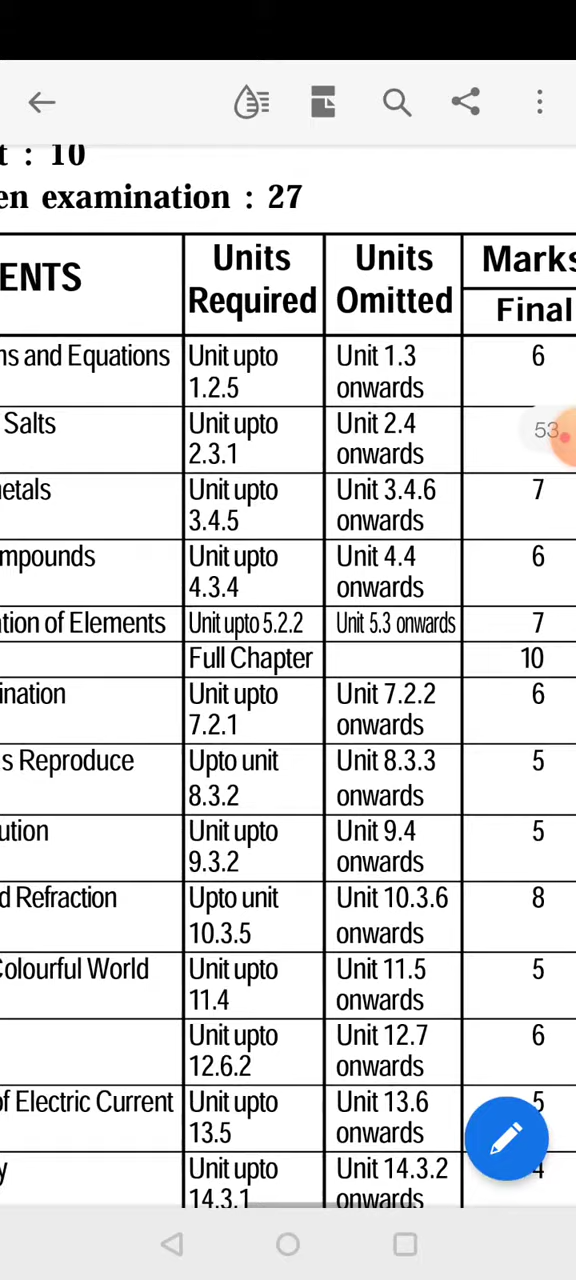 t : 10
en examination : 27
ENTS Units Required Units Omitted Marks
Final
ns and Equations Unit upto 1.2.5 Unit 1.3 onwards 6
Salts Unit upto 2.3.1 Unit 2.4 onwards 53
etals Unit upto 3.4.5 Unit 3.4.6 onwards 7
mpounds Unit upto 4.3.4 Unit 4.4 onwards 6
tion of Elements Unit upto 5.2.2 Unit 5.3 onwards 7
Full Chapter 10
ination Unit upto 7.2.1 Unit 7.2.2 onwards 6
s Reproduce Upto unit 8.3.2 Unit 8.3.3 onwards 5
ution Unit upto 9.3.2 Unit 9.4 onwards 5
d Refraction Upto unit 10.3.5 Unit 10.3.6 onwards 8
Colourful World Unit upto 11.4 Unit 11.5 onwards 5
Unit upto 12.6.2 Unit 12.7 onwards 6
of Electric Current Unit upto 13.5 Unit 13.6 onwards 5
y Unit upto 14.3.1 Unit 14.3.2 onwards 4